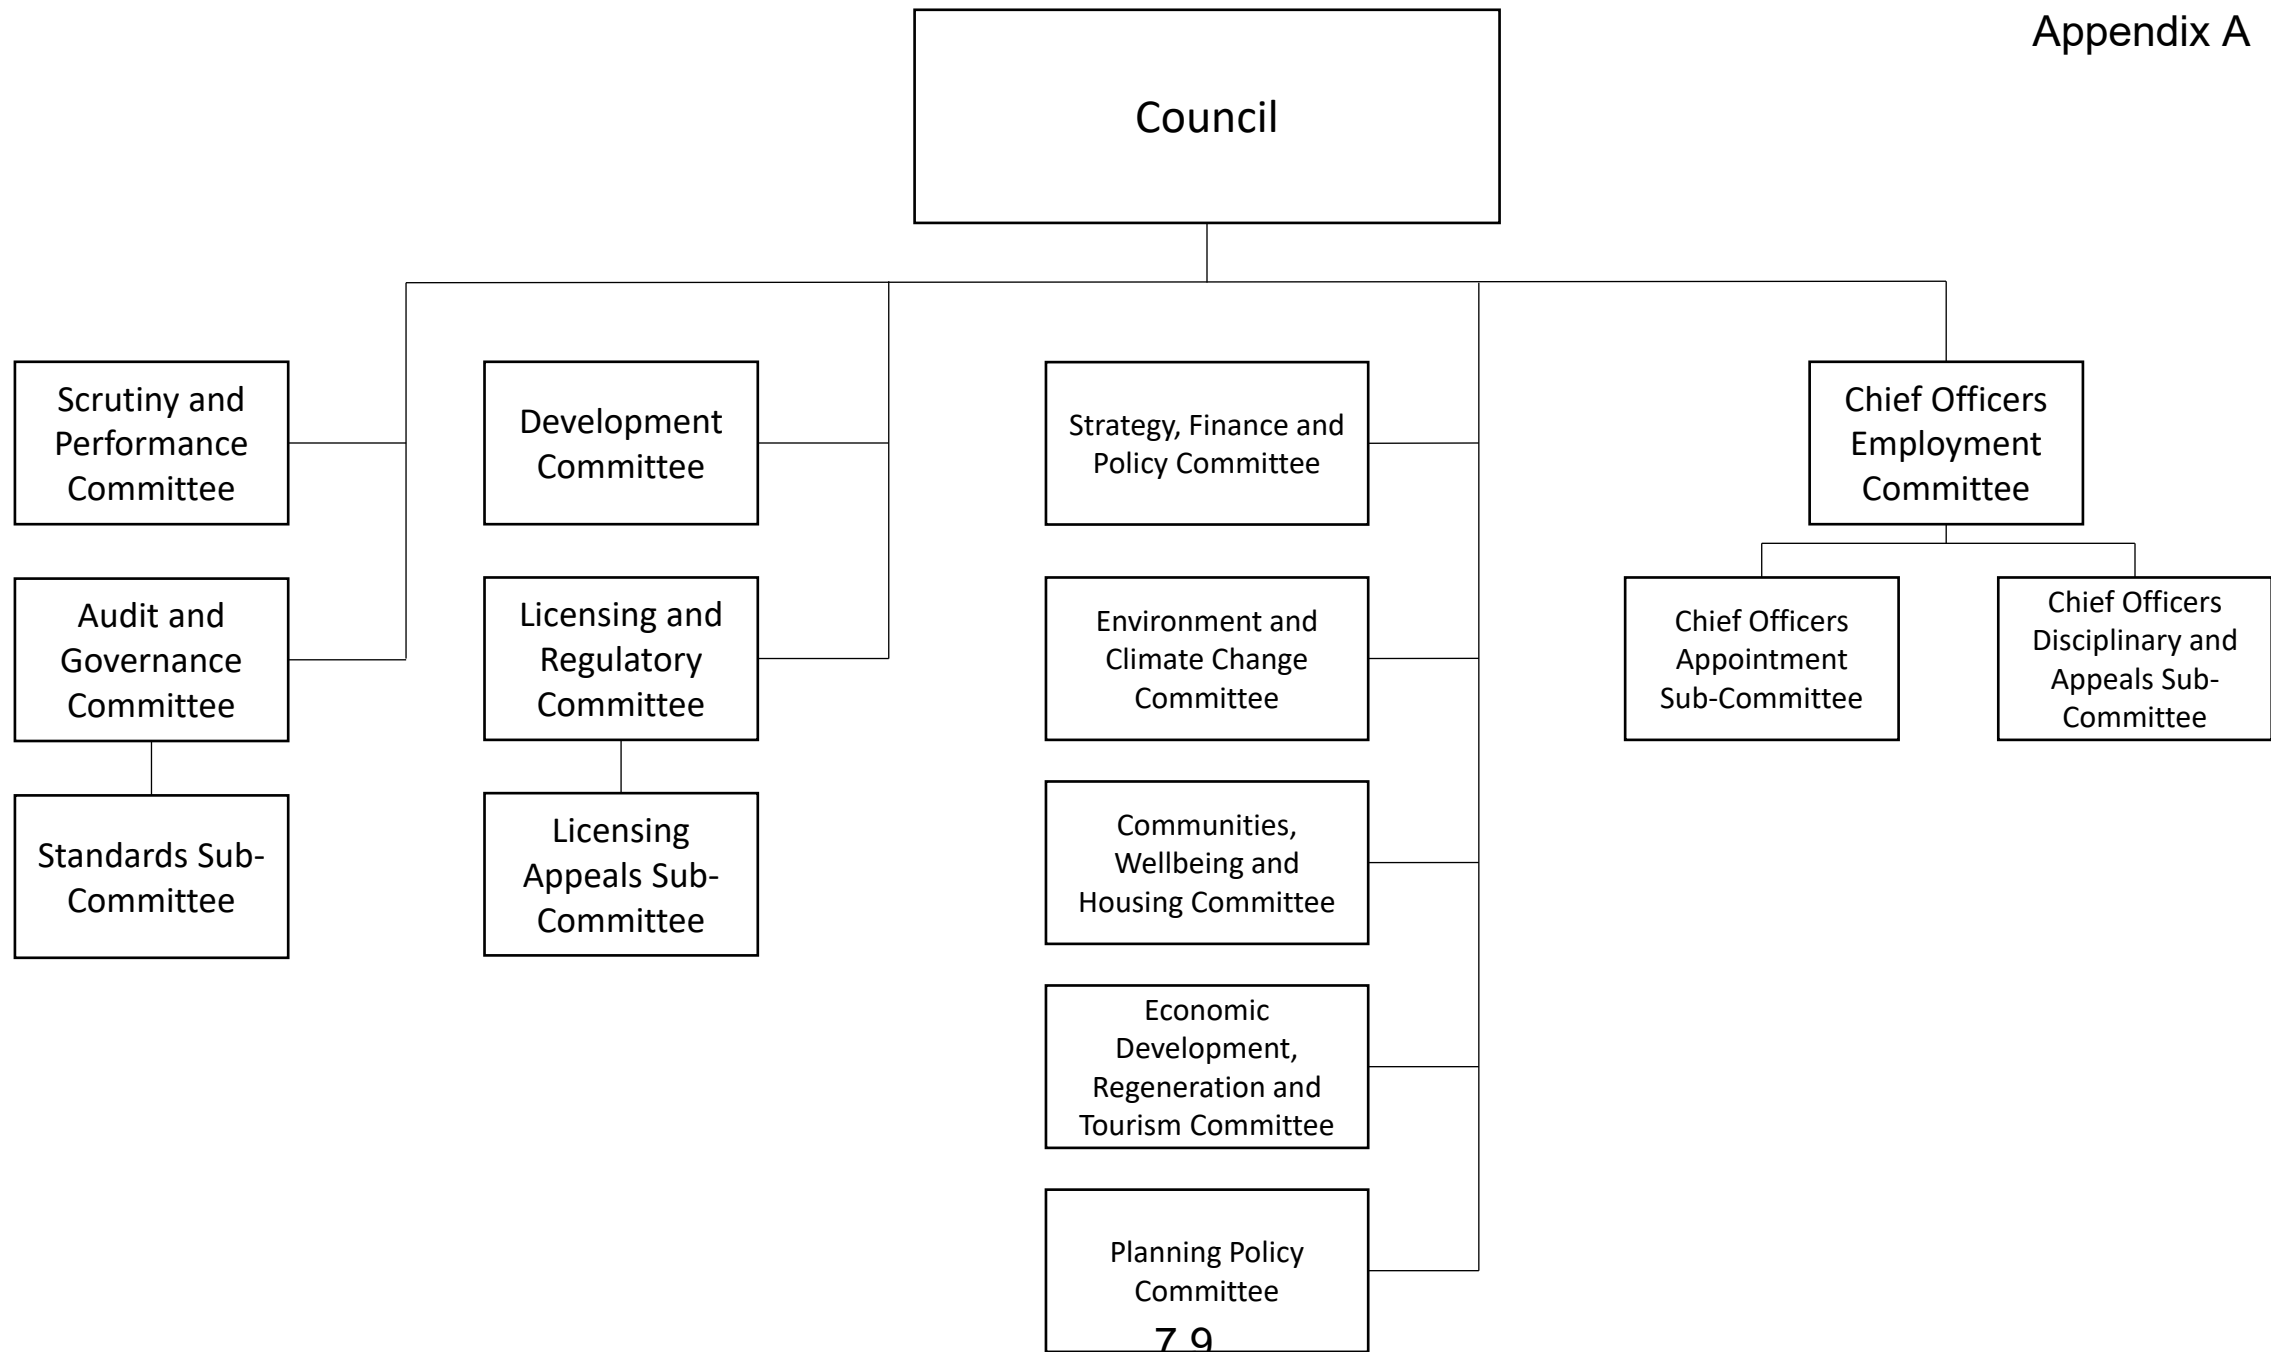 Appendix A
Council
Scrutiny and
Performance
Committee
Development
Committee
Strategy, Finance and
Policy Committee
Chief Officers
Employment
Committee
Audit and
Governance
Committee
Licensing and
Regulatory
Committee
Environment and
Climate Change
Committee
Chief Officers
Appointment
Sub-Committee
Chief Officers
Disciplinary and
Appeals Sub-
Committee
Standards Sub-
Committee
Licensing
Appeals Sub-
Committee
Communities,
Wellbeing and
Housing Committee
Economic
Development,
Regeneration and
Tourism Committee
Planning Policy
Committee
79